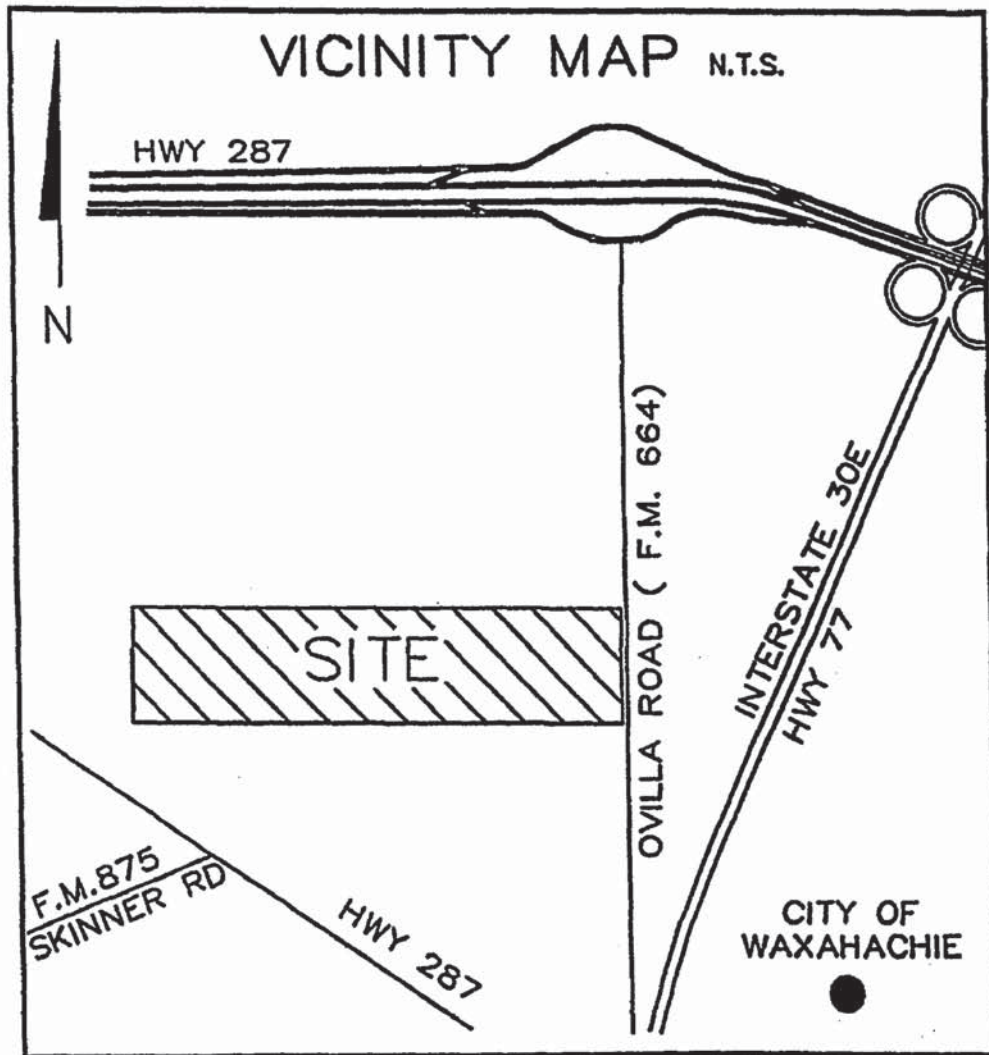 VICINITY MAP N.T.S.
HWY 287
N
OVILLA ROAD ( F.M. 664)
INTERSTATE 30E
HWY 77
SITE
F.M.875
SKINNER RD
HWY 287
CITY OF
WAXAHACHIE